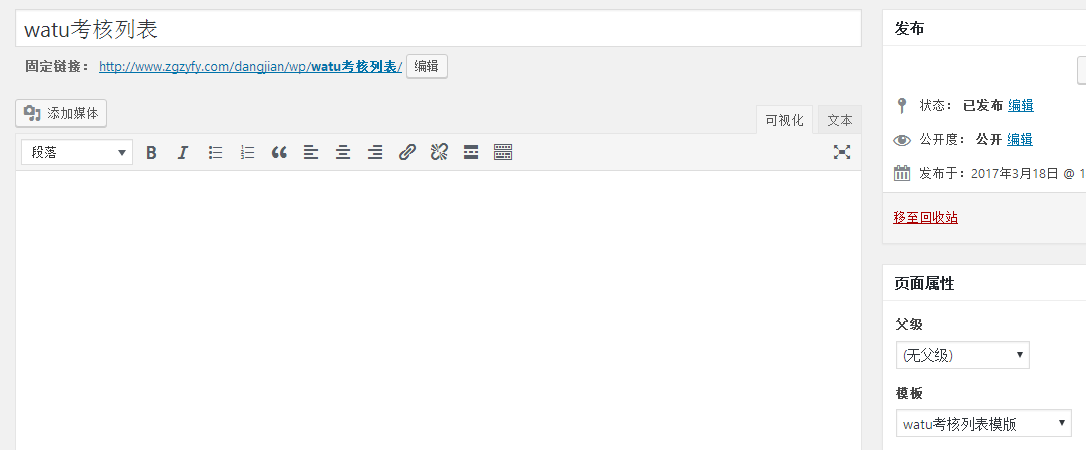 watu考核列表
固定链接： http://www.zgzyfy.com/dangjian/wp/watu考核列表/ 编辑
添加媒体
可视化 文本
段落
B I
发布
状态： 已发布 编辑
公开度： 公开 编辑
发布于：2017年3月18日 @ 1
移至回收站
页面属性
父级
(无父级)
模板
watu考核列表模版